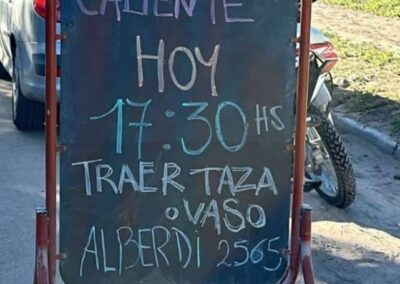 CALIENTE
HOY
17:30 HS
TRAER TAZA
o VASO
ALBERDI 2565